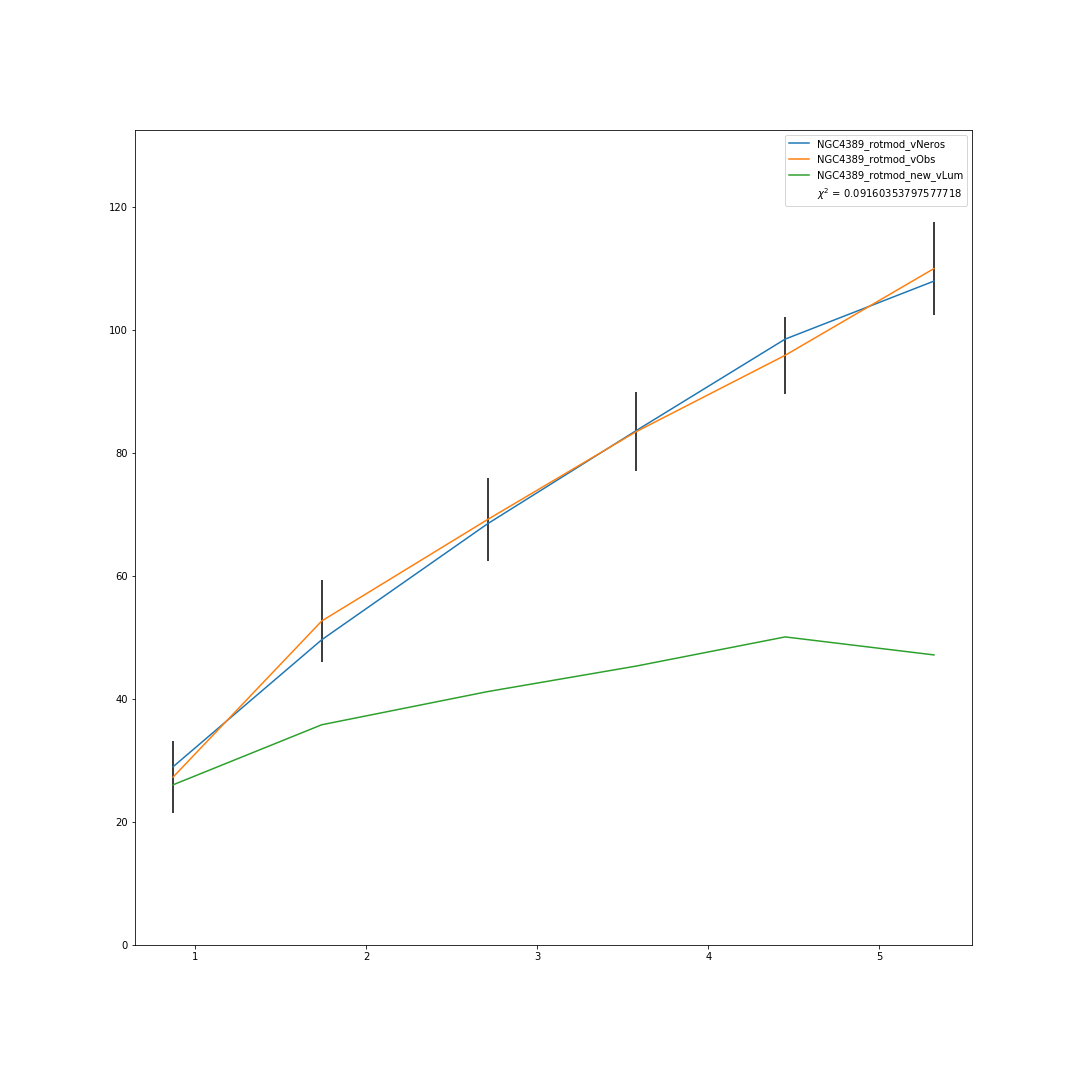 NGC4389_rotmod_vNeros
NGC4389_rotmod_vObs
NGC4389_rotmod_new_vLum
χ² = 0.09160353797577718
120
100
80
60
40
20
0
1 2 3 4 5